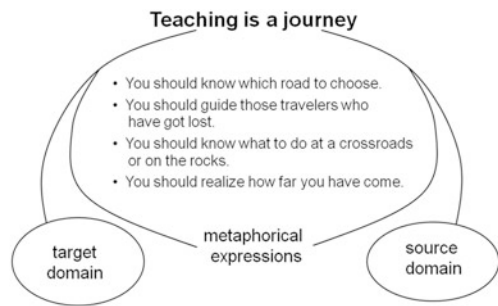 Teaching is a journey
• You should know which road to choose.
• You should guide those travelers who
have got lost.
• You should know what to do at a crossroads
or on the rocks.
• You should realize how far you have come.
target
domain
metaphorical
expressions
source
domain